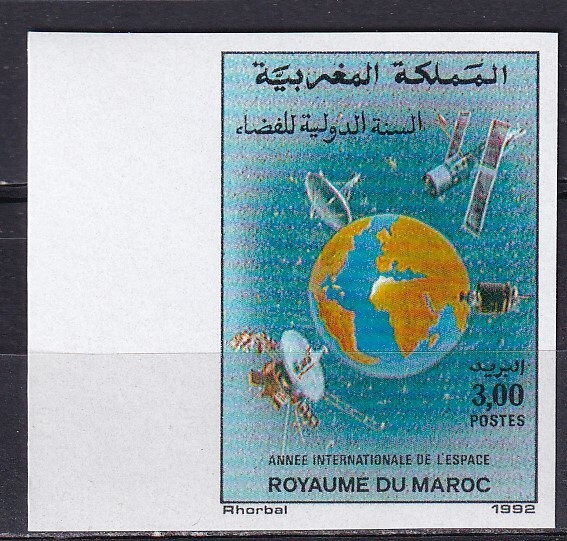 المملكة المغربية
السنة الدولية للفضاء
البريد
3,00
POSTES
ANNEE INTERNATIONALE DE L'ESPACE
ROYAUME DU MAROC
Rhorbal 1992